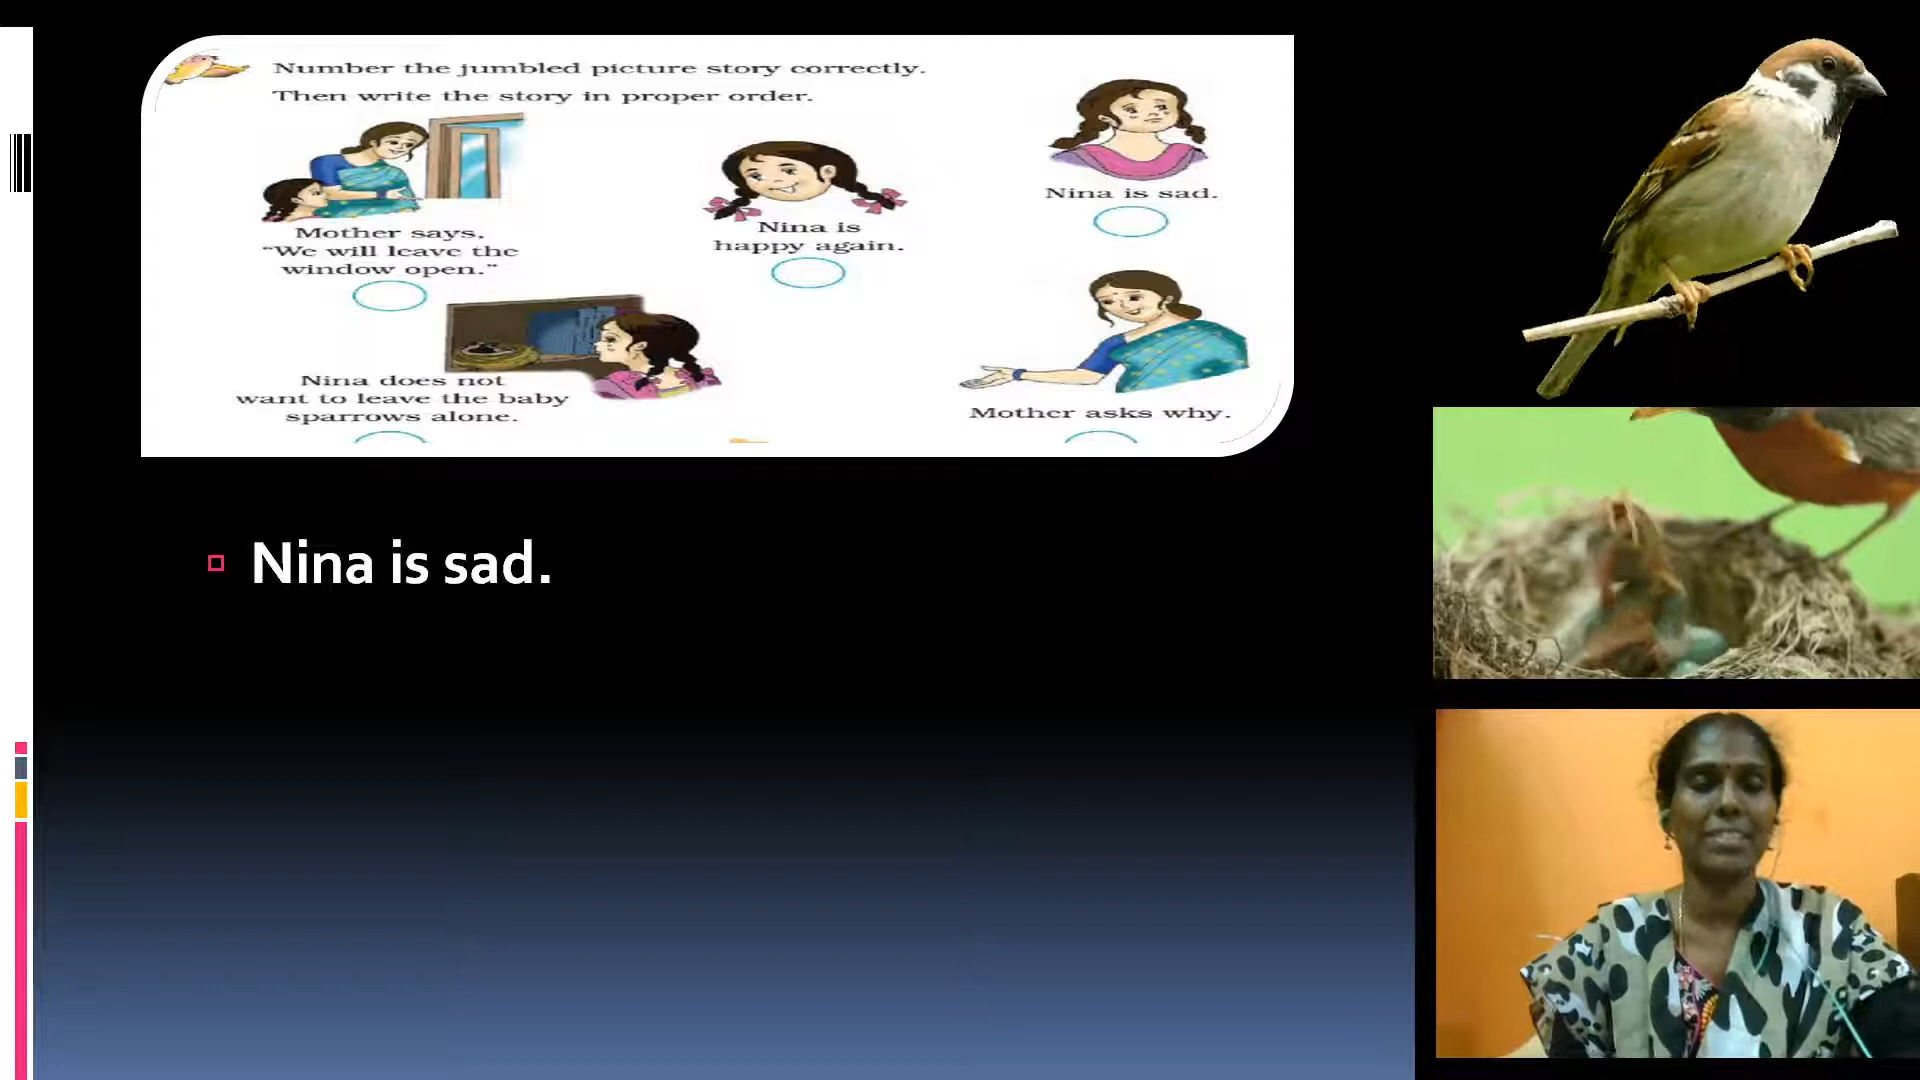 Number the jumbled picture story correctly.
Then write the story in proper order.
Mother says.
“We will leave the
window open.”
Nina is
happy again.
Nina is sad.
Nina does not
want to leave the baby
sparrows alone.
Mother asks why.
Nina is sad.